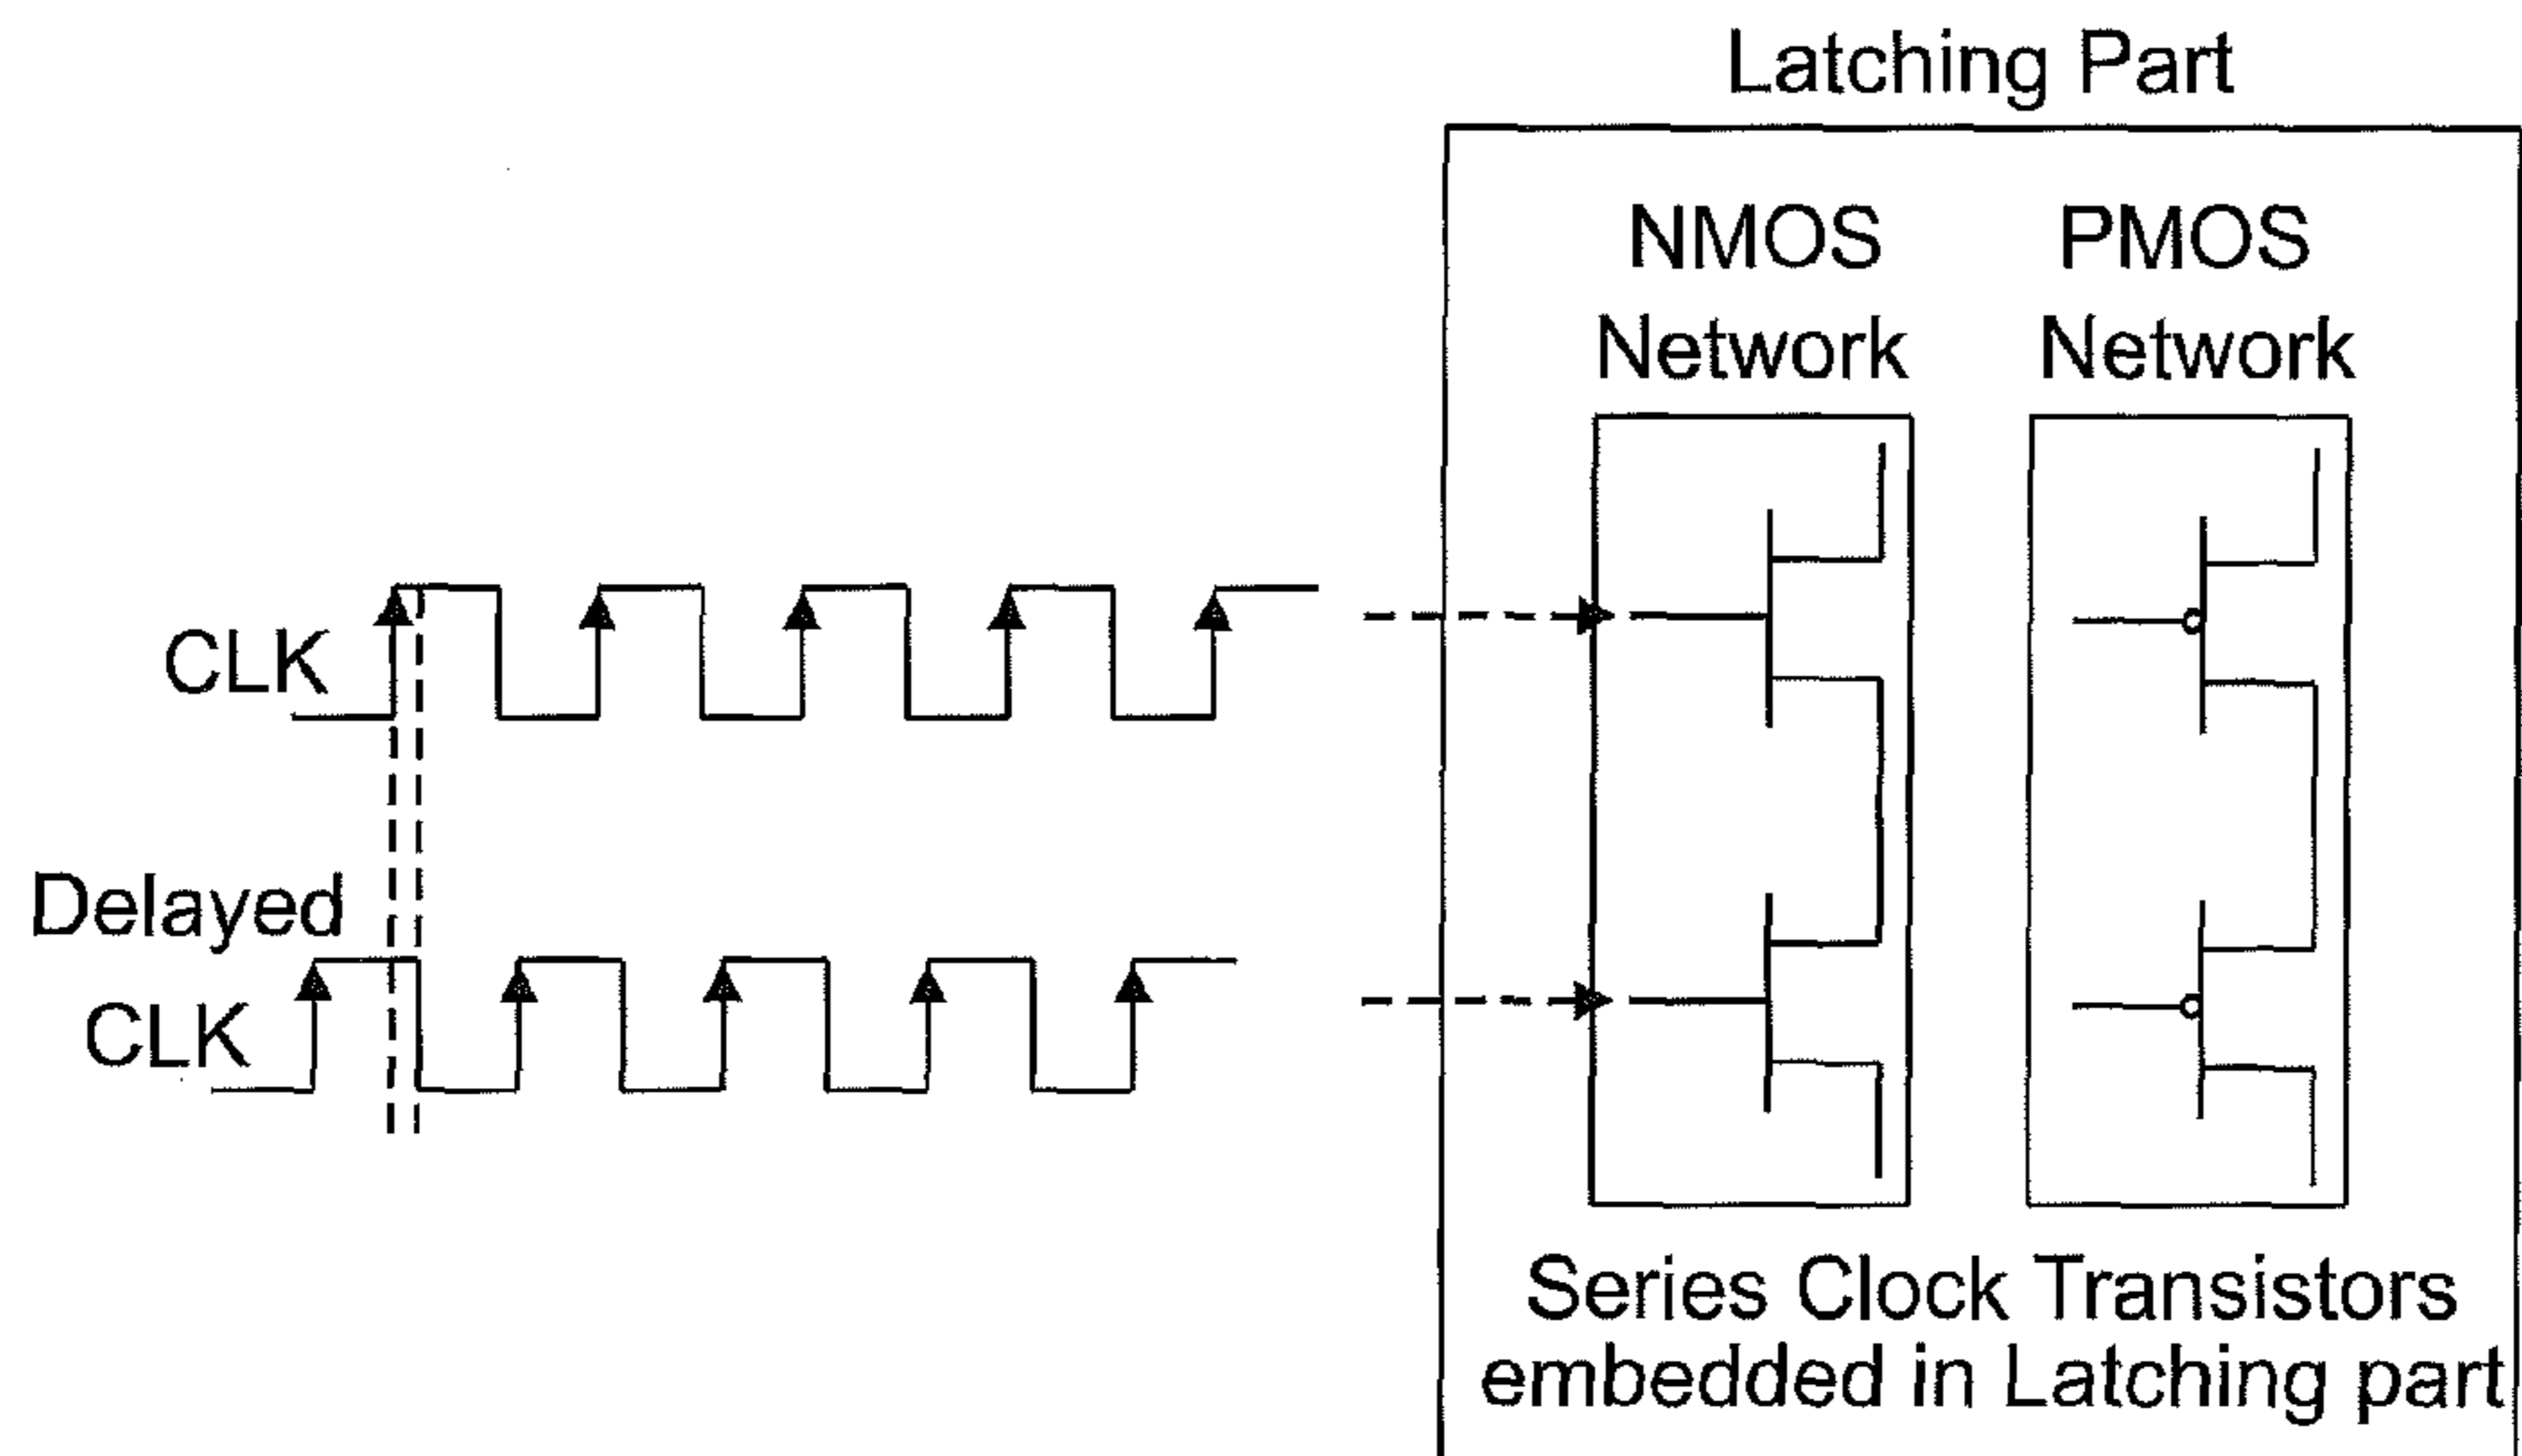 Latching Part
NMOS
Network
PMOS
Network
CLK
Delayed
CLK
Series Clock Transistors
embedded in Latching part